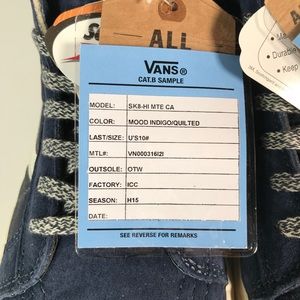 ALL
VANS®
CAT.B SAMPLE
MODEL: SK8-HI MTE CA
COLOR: MOOD INDIGO/QUILTED
LAST/SIZE: U'S10#
MTL#: VN000316I2I
OUTSOLE: OTW
FACTORY: ICC
SEASON: H15
DATE:
SEE REVERSE FOR REMARKS